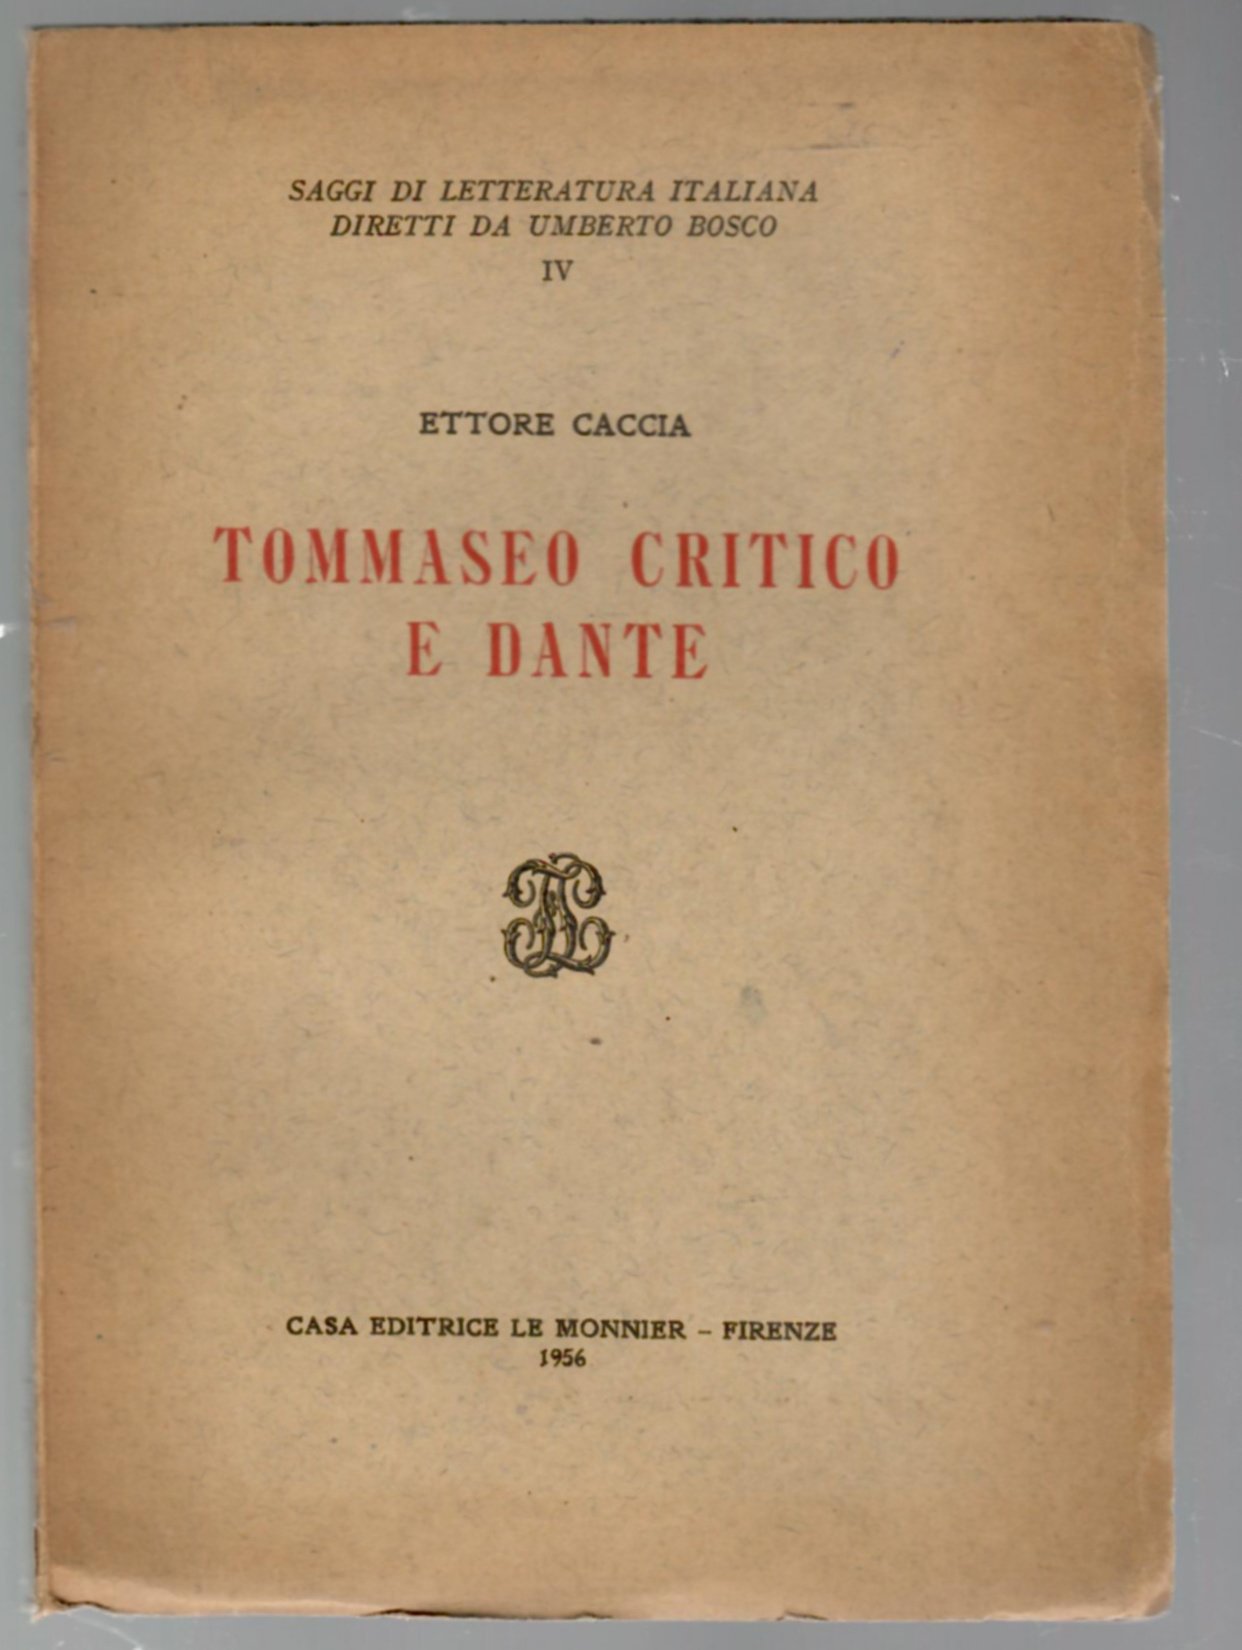 SAGGI DI LETTERATURA ITALIANA
DIRETTI DA UMBERTO BOSCO
IV
ETTORE CACCIA
TOMMASEO CRITICO
E DANTE
CASA EDITRICE LE MONNIER – FIRENZE
1956